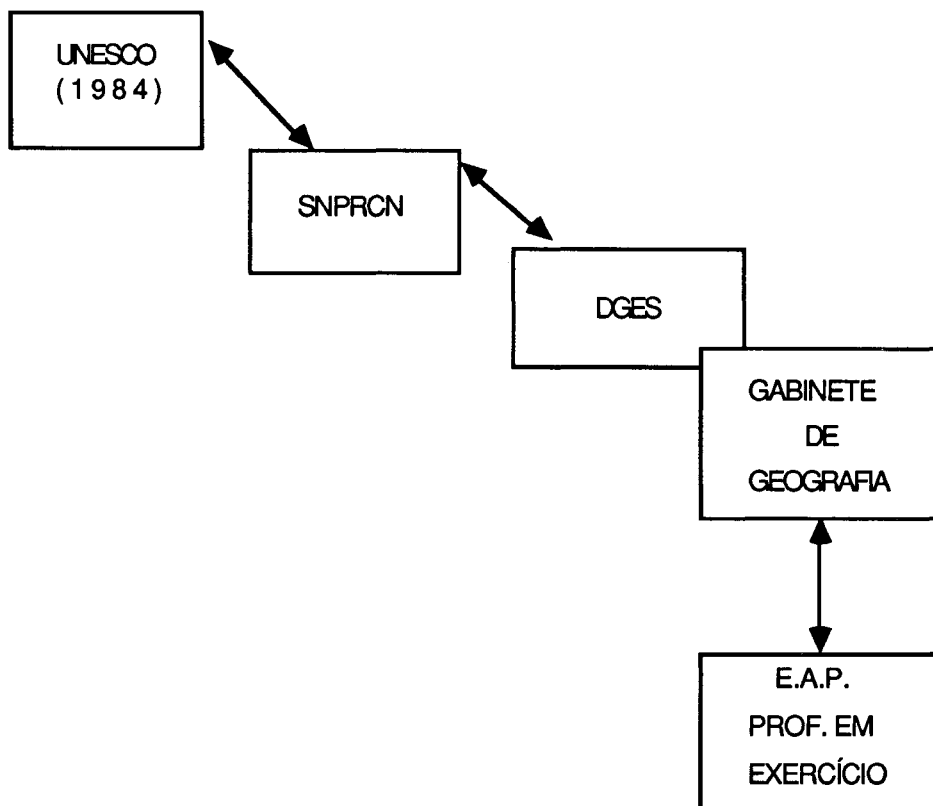 UNESCO
(1984)
SNPRCN
DGES
GABINETE
DE
GEOGRAFIA
E.A.P.
PROF. EM
EXERCÍCIO